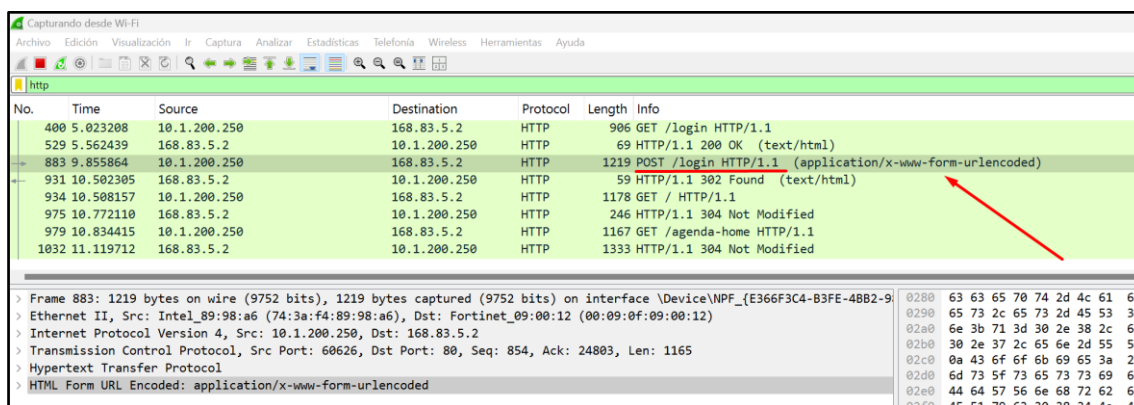 Capturando desde Wi-Fi
Archivo Edición Visualización Ir Captura Analizar Estadísticas Telefonía Wireless Herramientas Ayuda
http
No. Time Source Destination Protocol Length Info
400 5.023208 10.1.200.250 168.83.5.2 HTTP 906 GET /login HTTP/1.1
529 5.562439 168.83.5.2 10.1.200.250 HTTP 69 HTTP/1.1 200 OK (text/html)
883 9.855864 10.1.200.250 168.83.5.2 HTTP 1219 POST /login HTTP/1.1 (application/x-www-form-urlencoded)
931 10.502305 168.83.5.2 10.1.200.250 HTTP 59 HTTP/1.1 302 Found (text/html)
934 10.508157 10.1.200.250 168.83.5.2 HTTP 1178 GET / HTTP/1.1
975 10.772110 168.83.5.2 10.1.200.250 HTTP 246 HTTP/1.1 304 Not Modified
979 10.834415 10.1.200.250 168.83.5.2 HTTP 1167 GET /agenda-home HTTP/1.1
1032 11.119712 168.83.5.2 10.1.200.250 HTTP 1333 HTTP/1.1 304 Not Modified
> Frame 883: 1219 bytes on wire (9752 bits), 1219 bytes captured (9752 bits) on interface \Device\NPF_{E366F3C4-B3FE-4BB2-9
> Ethernet II, Src: Intel_89:98:a6 (74:3a:f4:89:98:a6), Dst: Fortinet_09:00:12 (00:09:0f:09:00:12)
> Internet Protocol Version 4, Src: 10.1.200.250, Dst: 168.83.5.2
> Transmission Control Protocol, Src Port: 60626, Dst Port: 80, Seq: 854, Ack: 24803, Len: 1165
> Hypertext Transfer Protocol
> HTML Form URL Encoded: application/x-www-form-urlencoded
0280 63 63 65 70 74 2d 4c 61 6
0290 65 73 2c 65 73 2d 45 53 3
02a0 6e 3b 71 3d 30 2e 38 2c 6
02b0 30 2e 37 2c 65 6e 2d 55 5
02c0 0a 43 6f 6f 6b 69 65 3a 2
02d0 6d 73 5f 73 65 73 73 69 6
02e0 44 64 57 56 6e 68 72 62 6